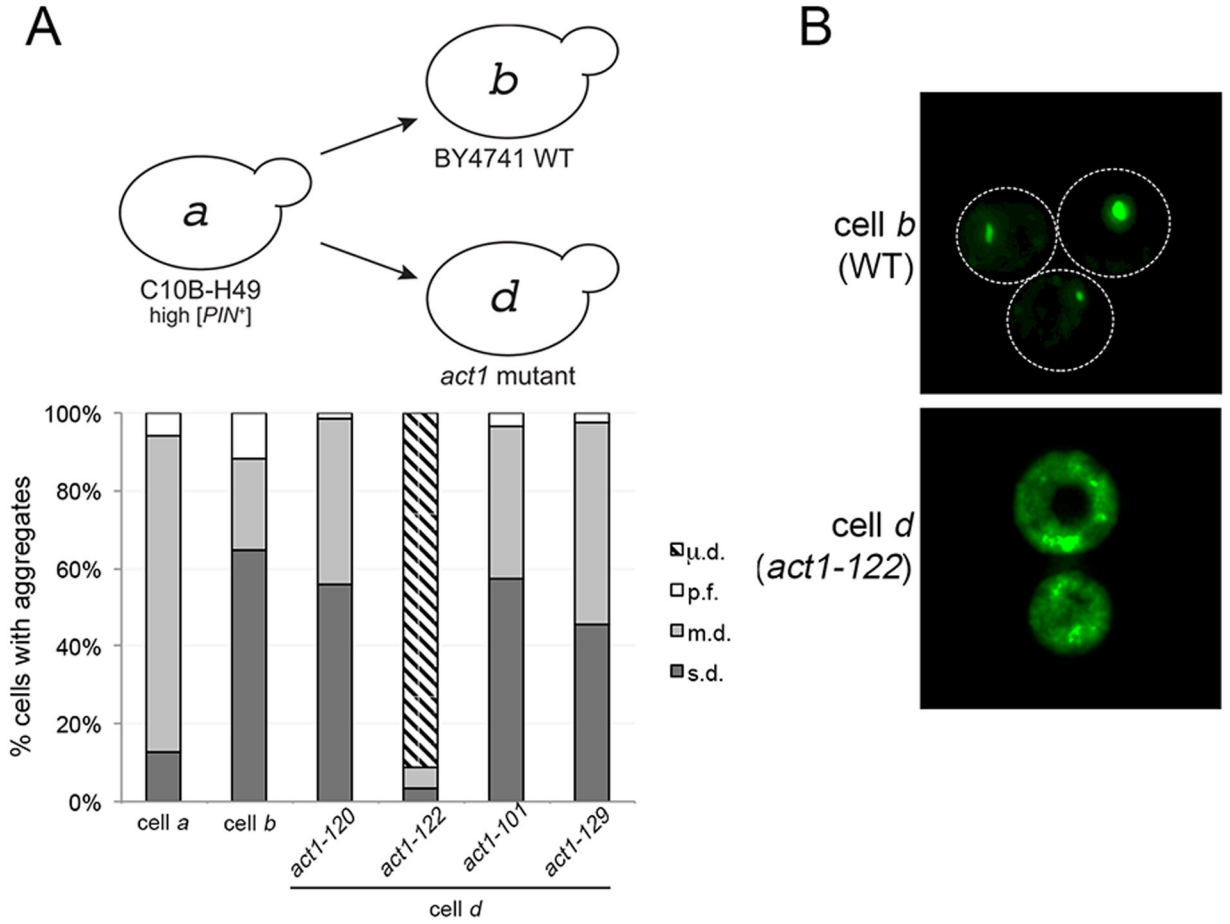 A
B
a
b
BY4741 WT
C10B-H49
high [PIN⁺]
d
act1 mutant
cell b
(WT)
cell d
(act1-122)
% cells with aggregates
100%
80%
60%
40%
20%
0%
μ.d.
p.f.
m.d.
s.d.
cell a
cell b
act1-120
act1-122
act1-101
act1-129
cell d